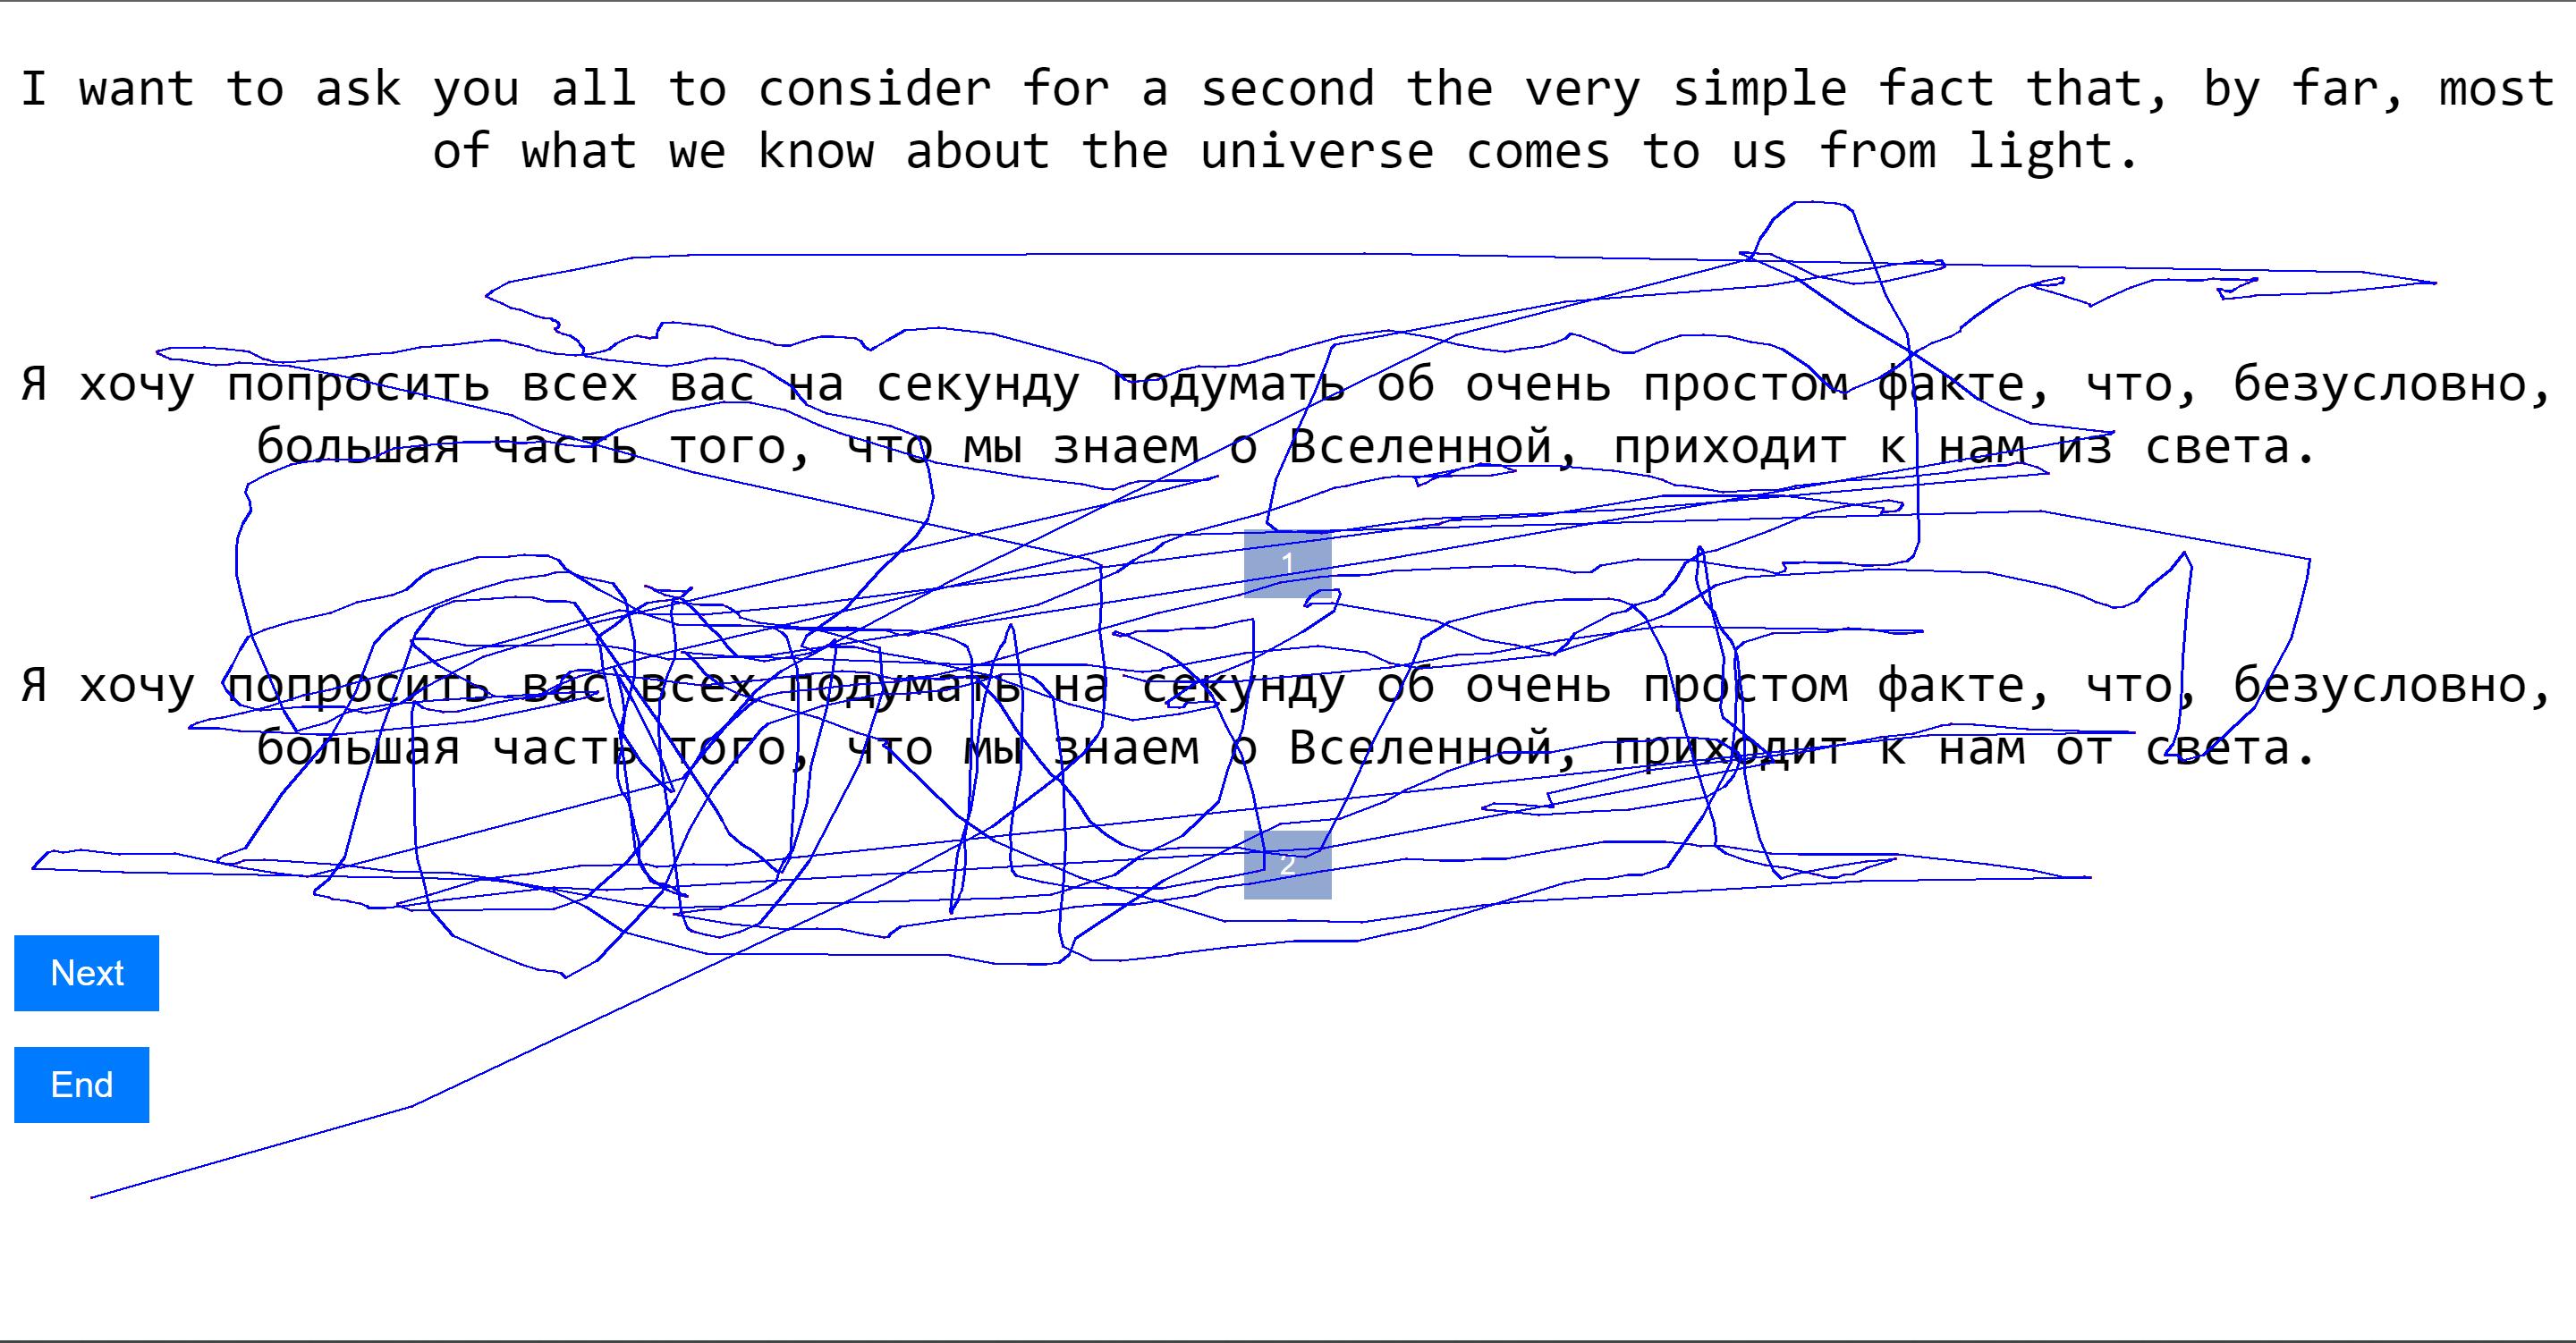 I want to ask you all to consider for a second the very simple fact that, by far, most
of what we know about the universe comes to us from light.
Я хочу попросить всех вас на секунду подумать об очень простом факте, что, безусловно,
большая часть того, что мы знаем о Вселенной, приходит к нам из света.
1
Я хочу попросить вас всех подумать на секунду об очень простом факте, что, безусловно,
большая часть того, что мы знаем о Вселенной, приходит к нам от света.
2
Next
End